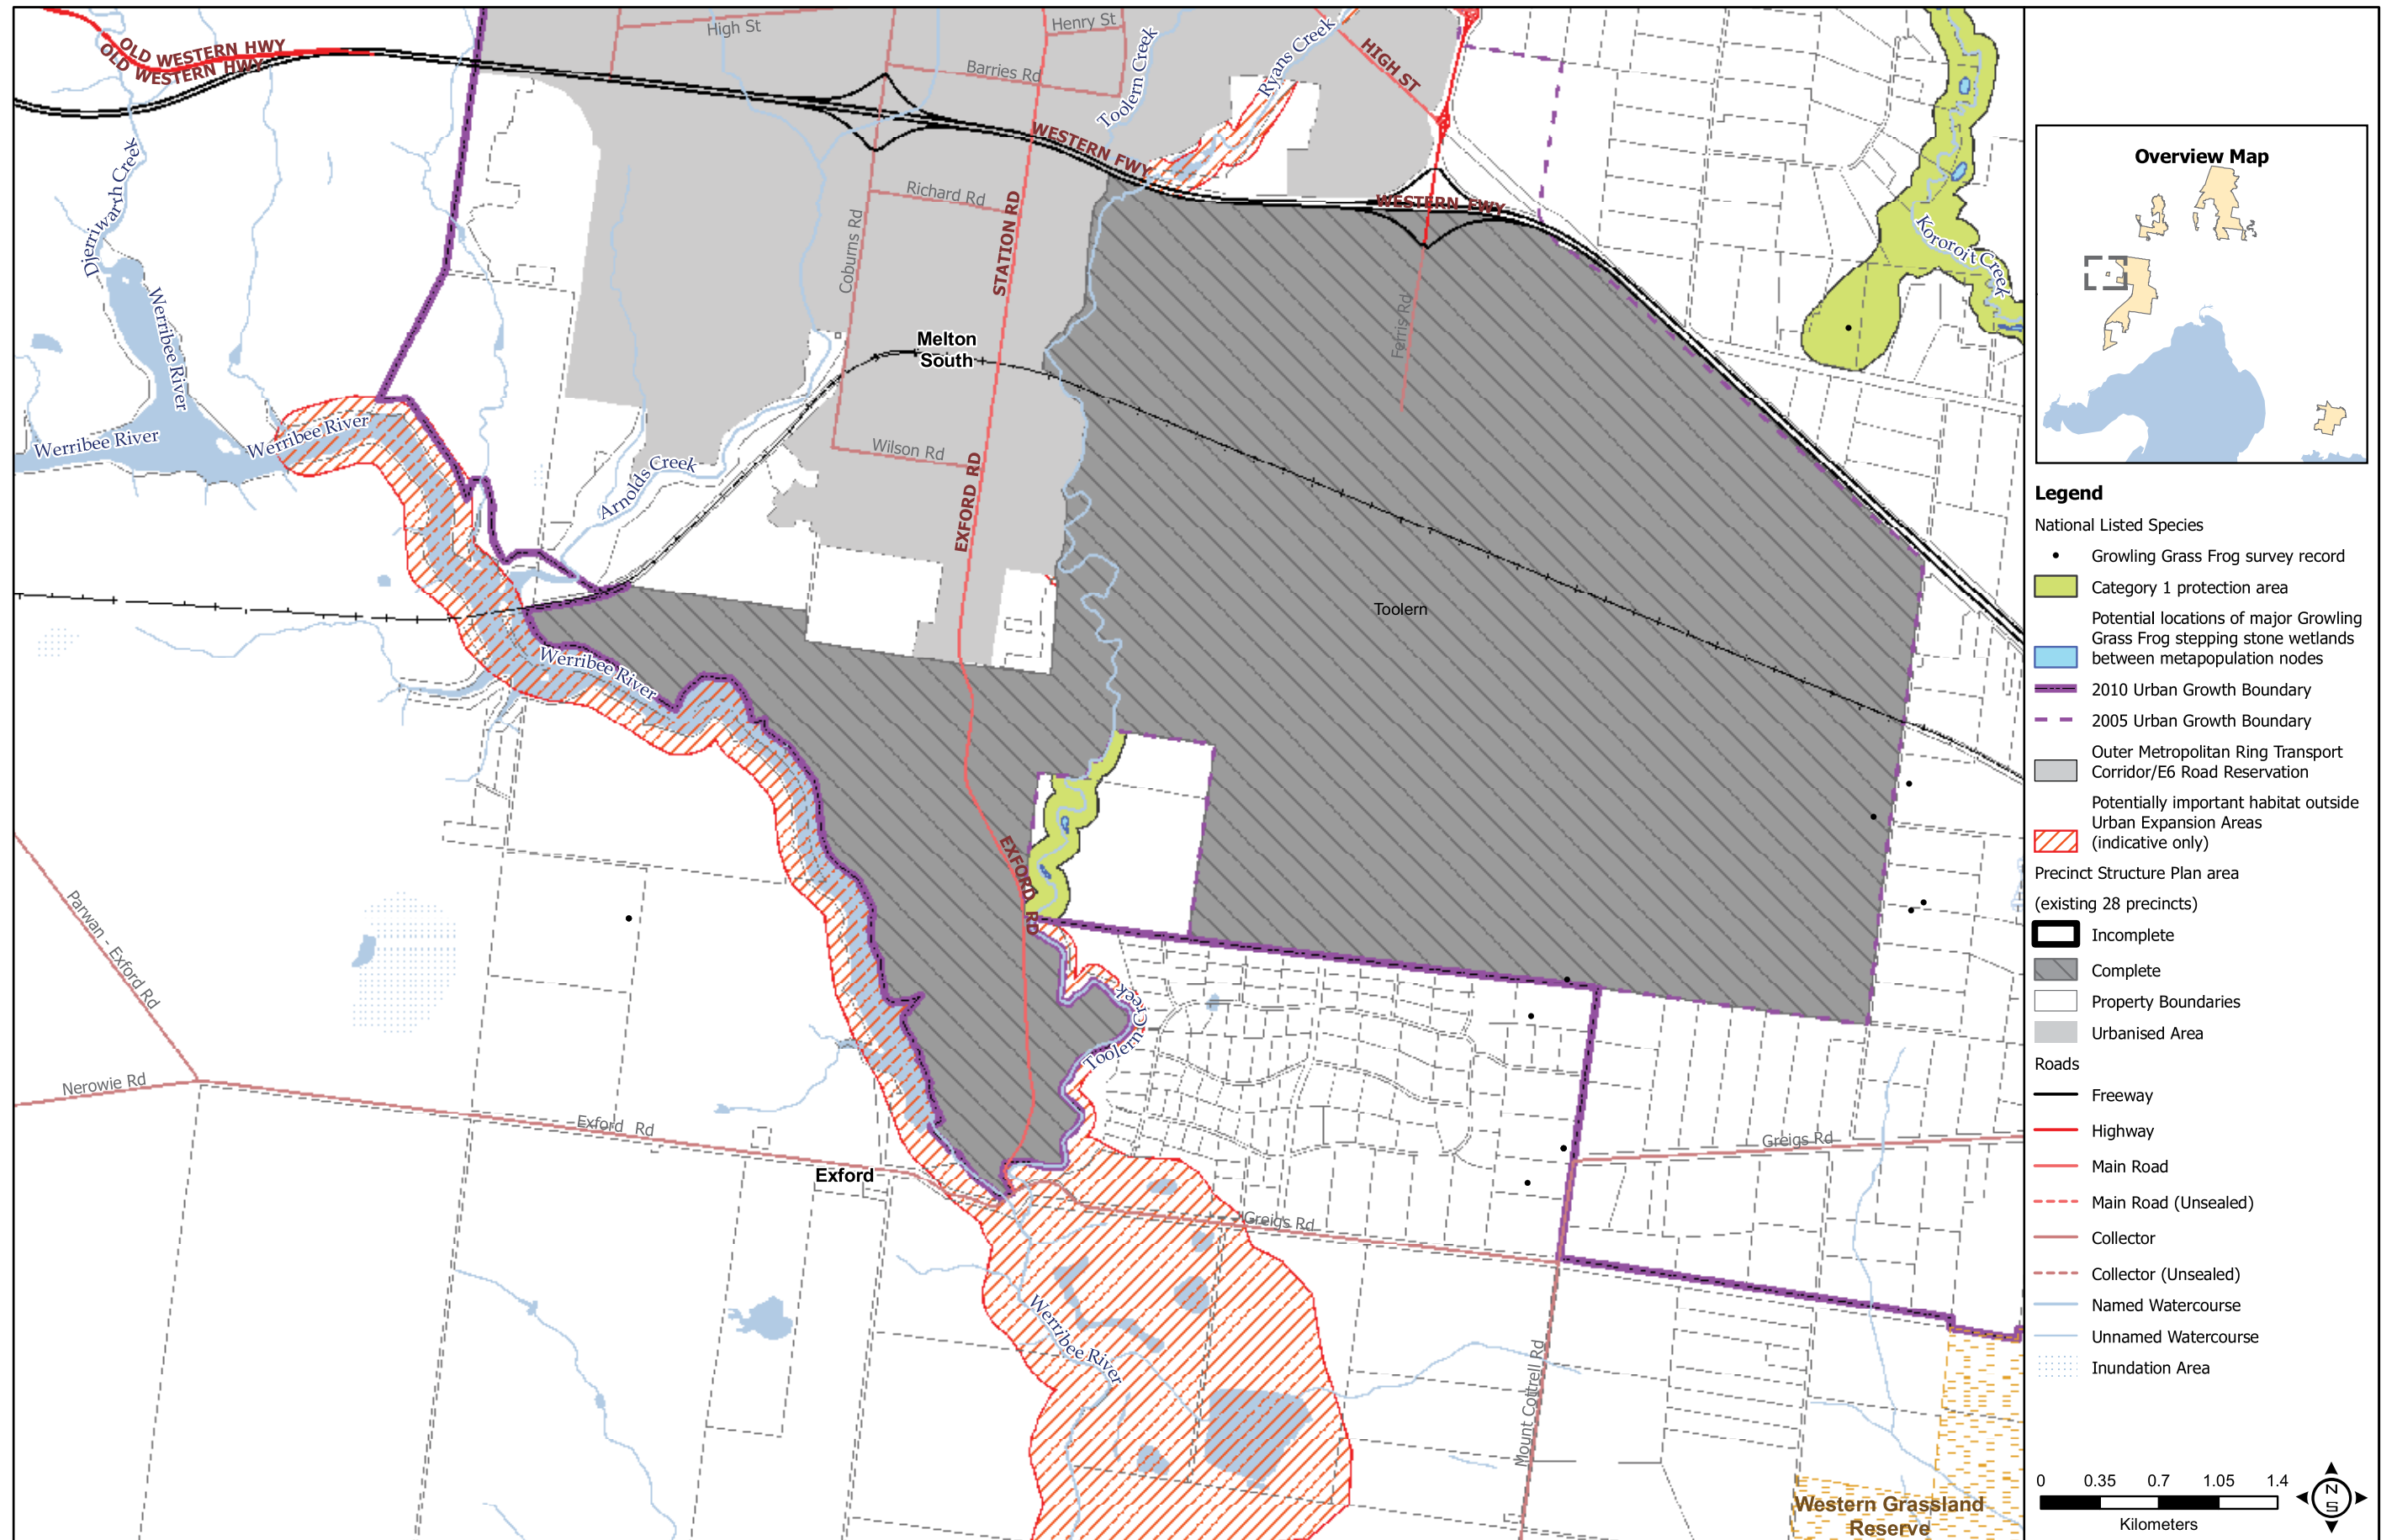 OLD WESTERN HWY
OLD WESTERN HWY
High St
Henry St
Barries Rd
Toolern Creek
Ryans Creek
HIGH ST
WESTERN FWY
WESTERN FWY
Djerriwarth Creek
Werribee River
Werribee River
Werribee River
Coburns Rd
Richard Rd
STATION RD
Ferris Rd
Kororoit Creek
Melton
South
Wilson Rd
Arnolds Creek
EXFORD RD
Toolern
Werribee River
EXFORD RD
Parwan - Exford Rd
Toolern Creek
Nerowie Rd
Exford Rd
Exford
Greigs Rd
Greigs Rd
Werribee River
Mount Cottrell Rd
Western Grassland
Reserve
Overview Map
Legend
National Listed Species
Growling Grass Frog survey record
Category 1 protection area
Potential locations of major Growling
Grass Frog stepping stone wetlands
between metapopulation nodes
2010 Urban Growth Boundary
2005 Urban Growth Boundary
Outer Metropolitan Ring Transport
Corridor/E6 Road Reservation
Potentially important habitat outside
Urban Expansion Areas
(indicative only)
Precinct Structure Plan area
(existing 28 precincts)
Incomplete
Complete
Property Boundaries
Urbanised Area
Roads
Freeway
Highway
Main Road
Main Road (Unsealed)
Collector
Collector (Unsealed)
Named Watercourse
Unnamed Watercourse
Inundation Area
0 0.35 0.7 1.05 1.4
Kilometers
N
S